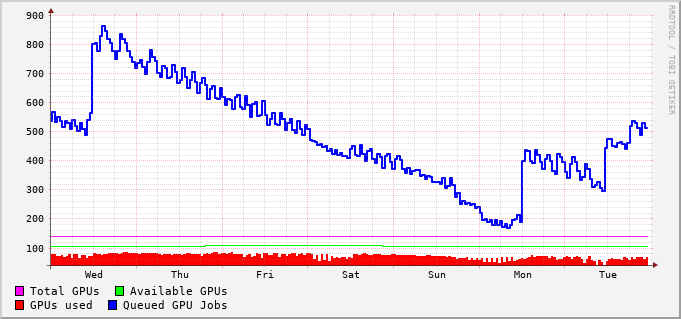 900
800
700
600
500
400
300
200
100
Wed Thu Fri Sat Sun Mon Tue
Total GPUs Available GPUs
GPUs used Queued GPU Jobs
RRDTOOL / TOBI OETIKER